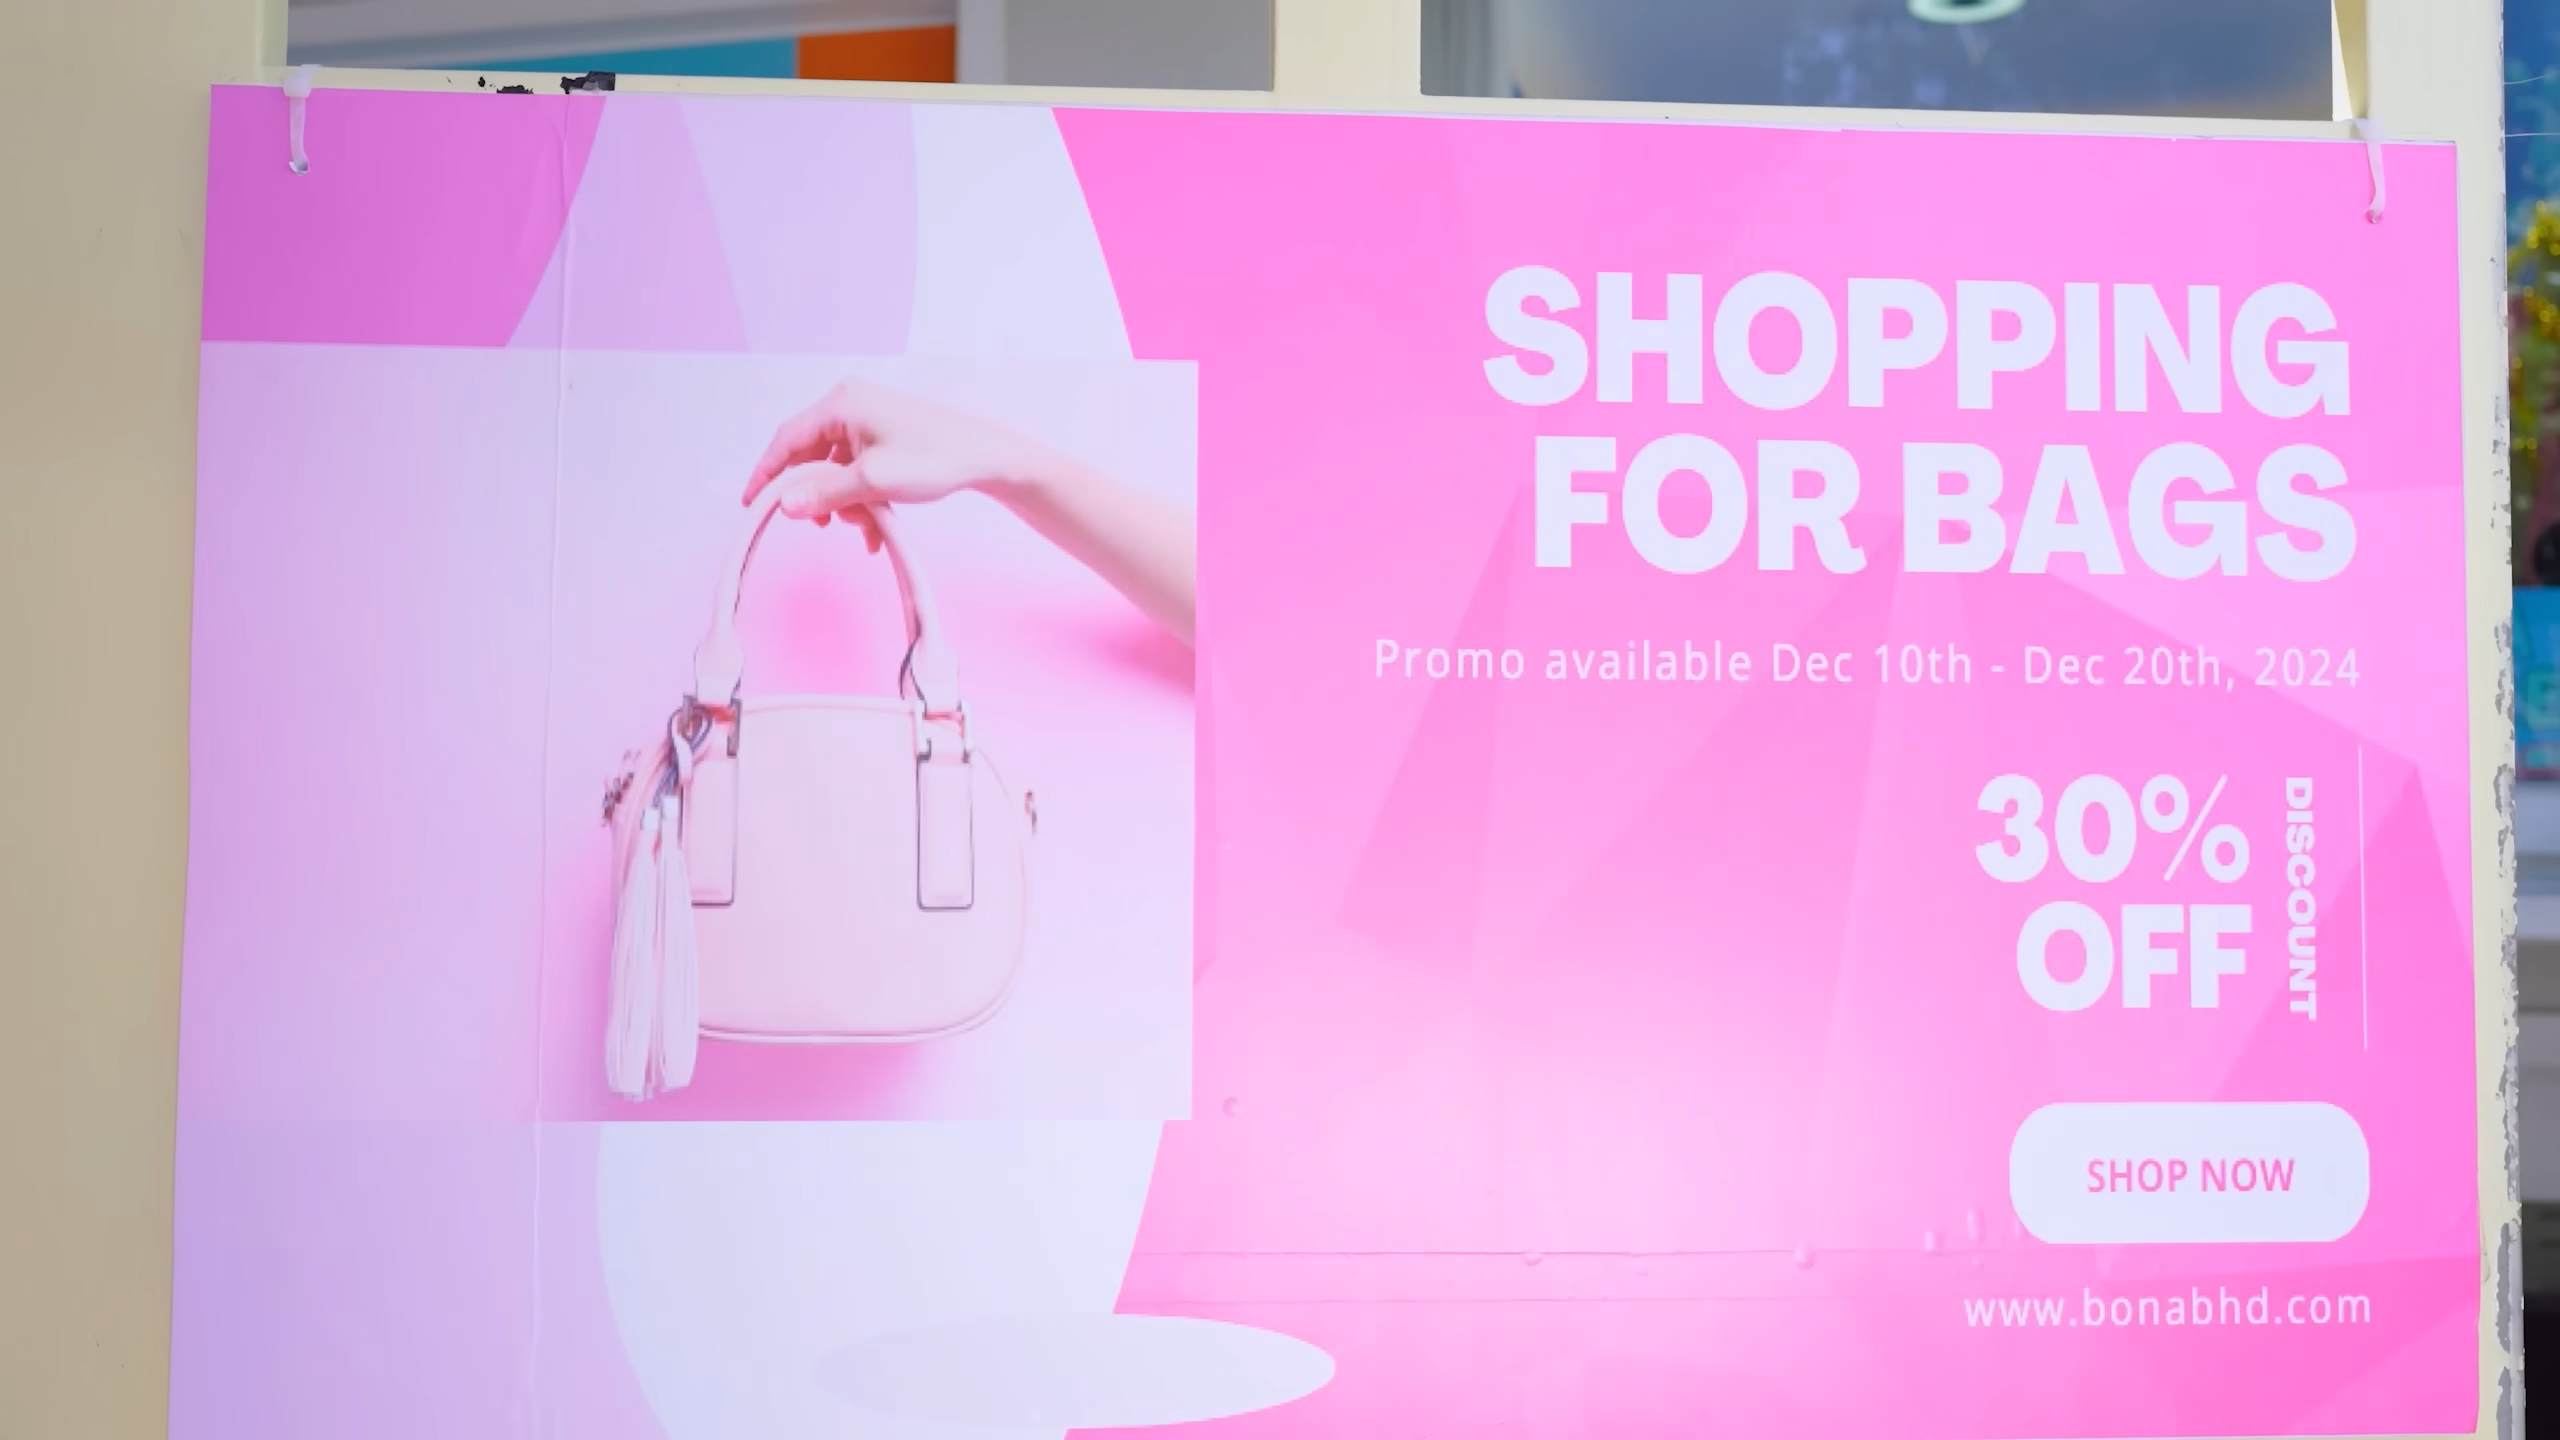 SHOPPING
FOR BAGS
Promo available Dec 10th - Dec 20th, 2024
30%
OFF
DISCOUNT
SHOP NOW
www.bonabhd.com